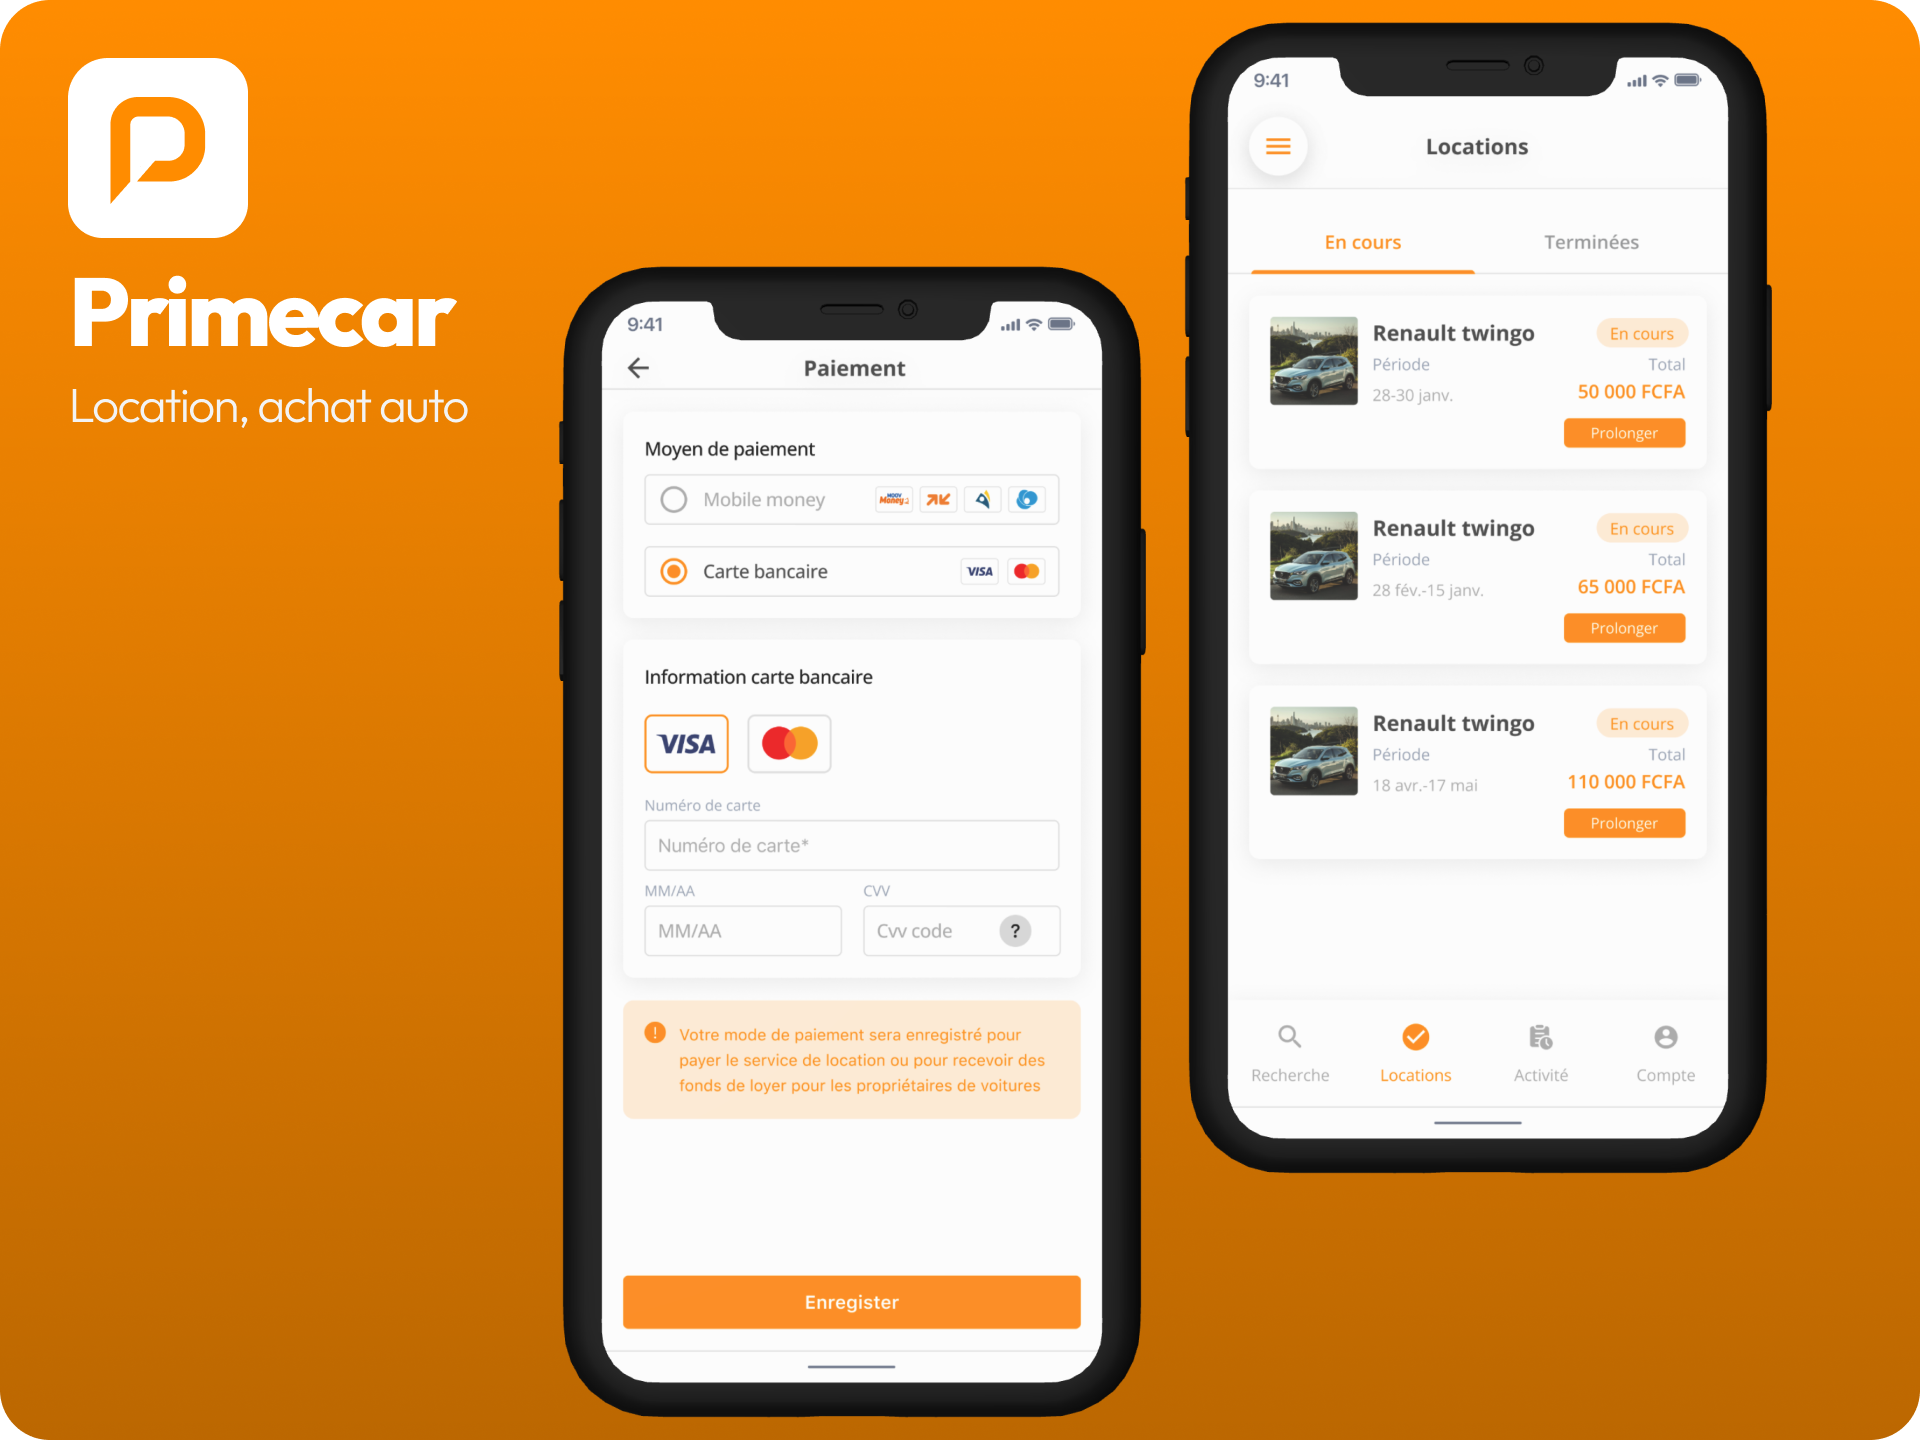 Primecar
Location, achat auto
9:41
Paiement
Moyen de paiement
Mobile money
MOOV
Money
Carte bancaire
VISA
Information carte bancaire
VISA
Numéro de carte
Numéro de carte*
MM/AA
CVV
MM/AA
Cvv code
?
!
Votre mode de paiement sera enregistré pour
payer le service de location ou pour recevoir des
fonds de loyer pour les propriétaires de voitures
Enregister
9:41
Locations
En cours
Terminées
Renault twingo
En cours
Période
Total
28-30 janv.
50 000 FCFA
Prolonger
Renault twingo
En cours
Période
Total
28 fév.-15 janv.
65 000 FCFA
Prolonger
Renault twingo
En cours
Période
Total
18 avr.-17 mai
110 000 FCFA
Prolonger
Recherche
Locations
Activité
Compte